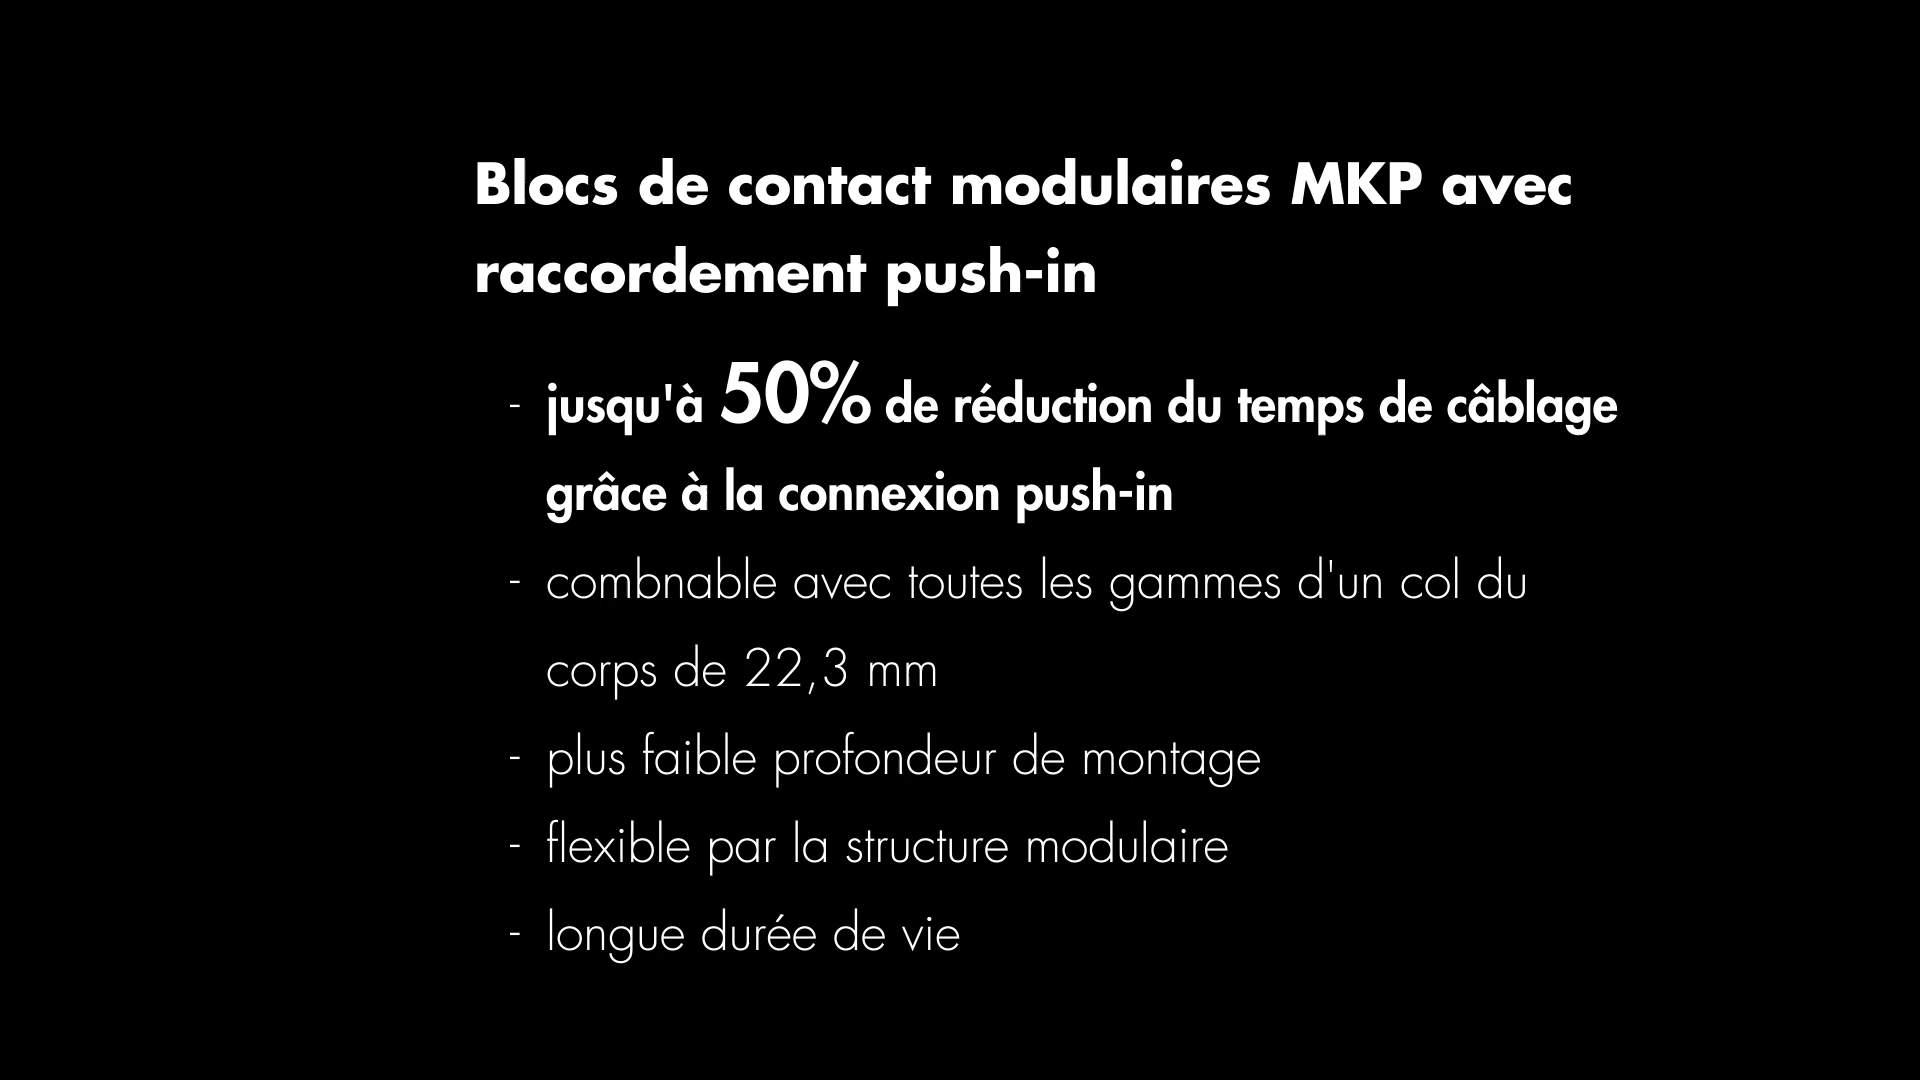 Blocs de contact modulaires MKP avec
raccordement push-in
- jusqu'à 50% de réduction du temps de câblage
grâce à la connexion push-in
- combnable avec toutes les gammes d'un col du
corps de 22,3 mm
- plus faible profondeur de montage
- flexible par la structure modulaire
- longue durée de vie